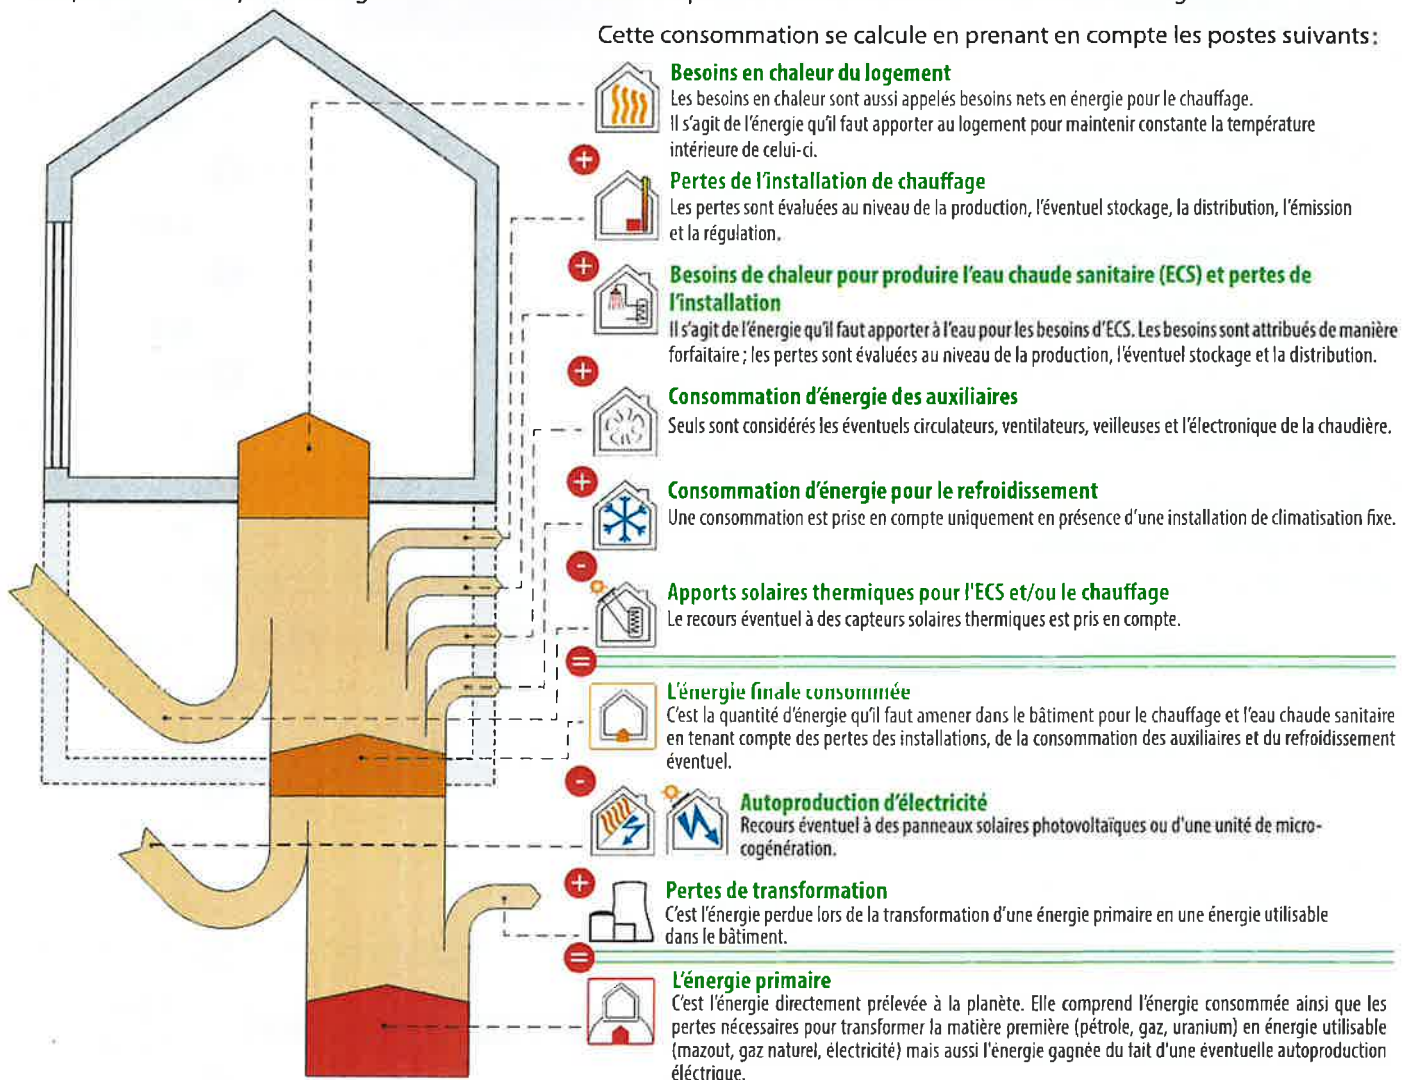 Cette consommation se calcule en prenant en compte les postes suivants :
Besoins en chaleur du logement
Les besoins en chaleur sont aussi appelés besoins nets en énergie pour le chauffage.
Il s'agit de l'énergie qu'il faut apporter au logement pour maintenir constante la température
intérieure de celui-ci.
+
Pertes de l'installation de chauffage
Les pertes sont évaluées au niveau de la production, l'éventuel stockage, la distribution, l'émission
et la régulation.
+
Besoins de chaleur pour produire l'eau chaude sanitaire (ECS) et pertes de
l'installation
Il s'agit de l'énergie qu'il faut apporter à l'eau pour les besoins d'ECS. Les besoins sont attribués de manière
forfaitaire ; les pertes sont évaluées au niveau de la production, l'éventuel stockage et la distribution.
+
Consommation d'énergie des auxiliaires
Seuls sont considérés les éventuels circulateurs, ventilateurs, veilleuses et l'électronique de la chaudière.
+
Consommation d'énergie pour le refroidissement
Une consommation est prise en compte uniquement en présence d'une installation de climatisation fixe.
-
Apports solaires thermiques pour l'ECS et/ou le chauffage
Le recours éventuel à des capteurs solaires thermiques est pris en compte.
=
L'énergie finale consommée
C'est la quantité d'énergie qu'il faut amener dans le bâtiment pour le chauffage et l'eau chaude sanitaire
en tenant compte des pertes des installations, de la consommation des auxiliaires et du refroidissement
éventuel.
-
Autoproduction d'électricité
Recours éventuel à des panneaux solaires photovoltaïques ou d'une unité de micro-
cogénération.
+
Pertes de transformation
C'est l'énergie perdue lors de la transformation d'une énergie primaire en une énergie utilisable
dans le bâtiment.
=
L'énergie primaire
C'est l'énergie directement prélevée à la planète. Elle comprend l'énergie consommée ainsi que les
pertes nécessaires pour transformer la matière première (pétrole, gaz, uranium) en énergie utilisable
(mazout, gaz naturel, électricité) mais aussi l'énergie gagnée du fait d'une éventuelle autoproduction
éléctrique.